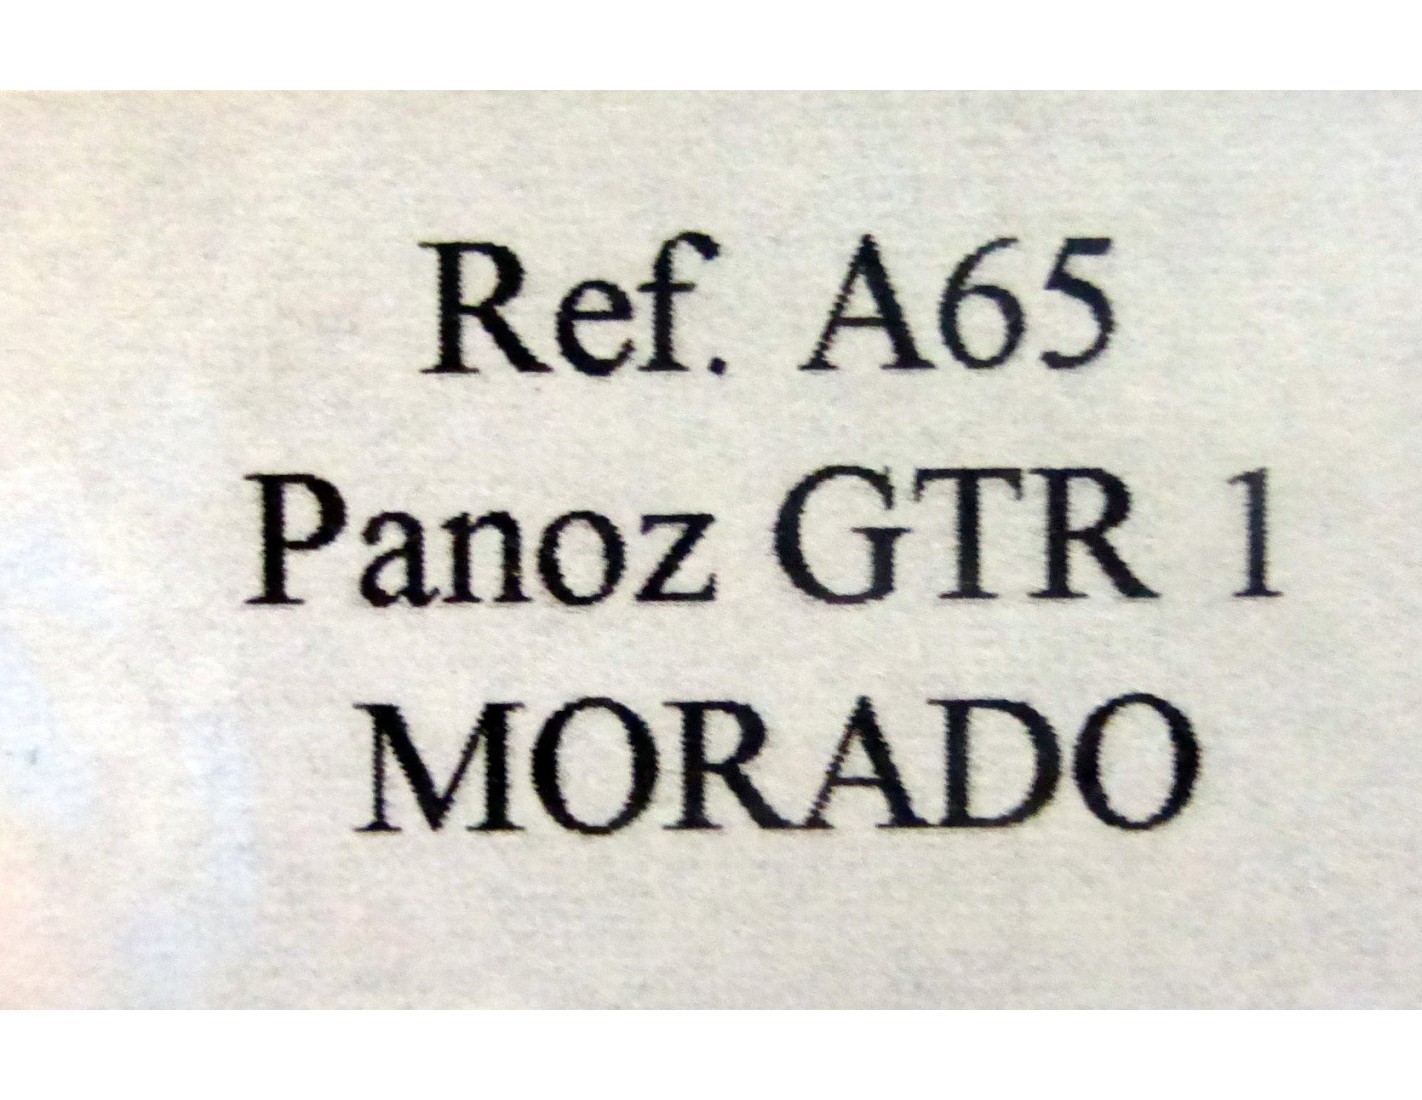 Ref. A65
Panoz GTR 1
MORADO